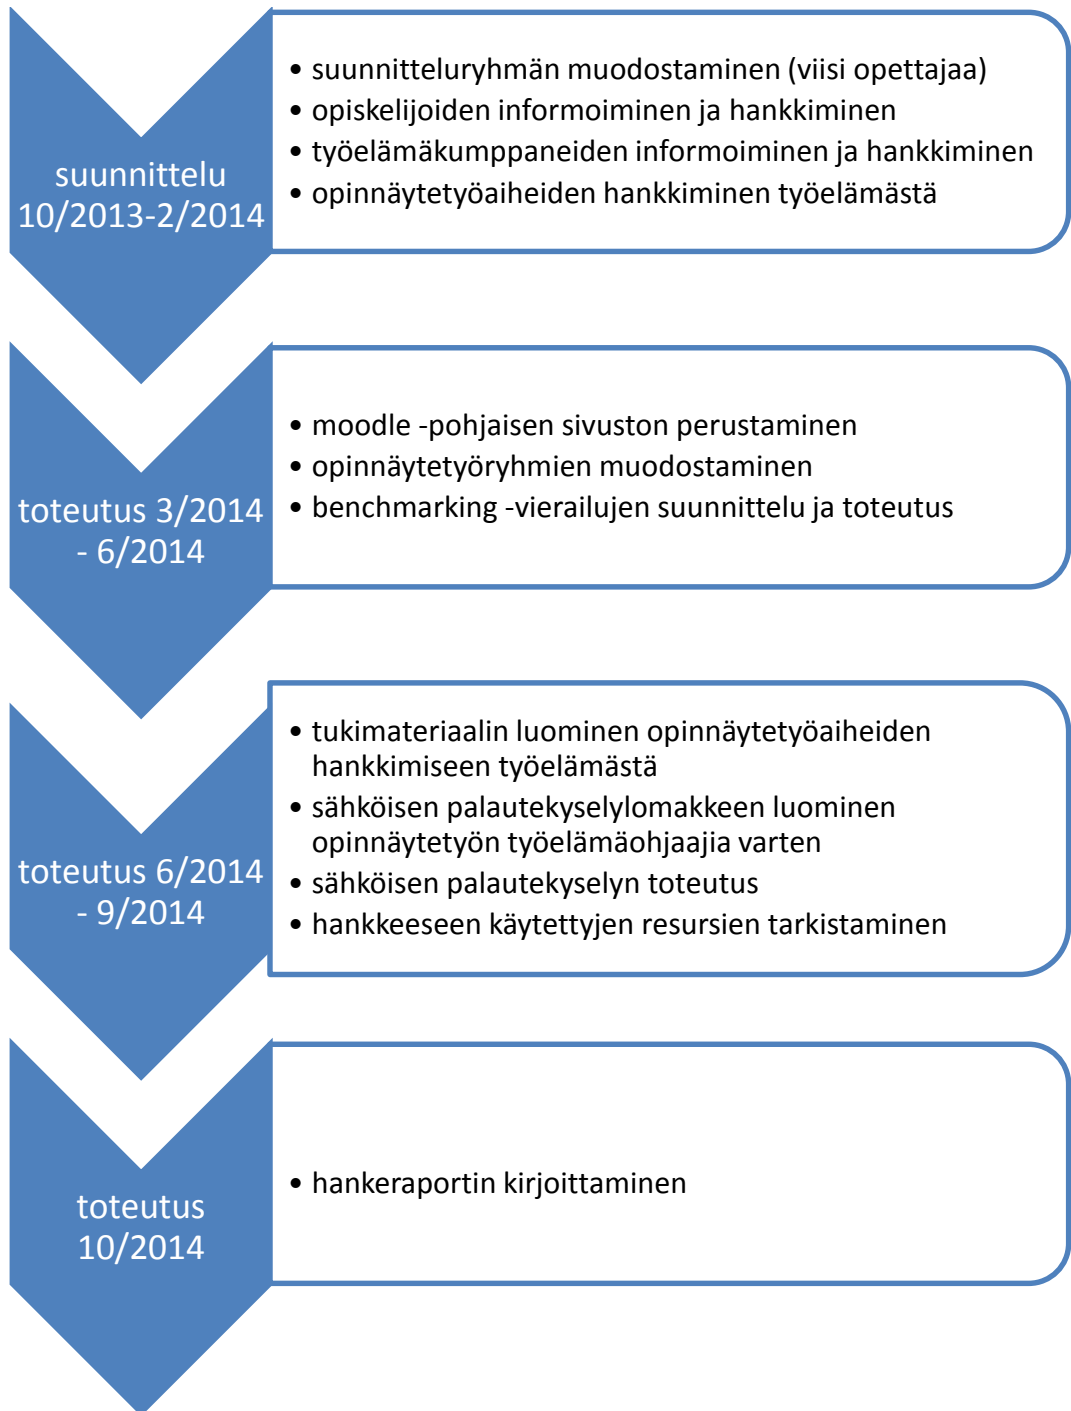 suunnittelu
10/2013-2/2014
• suunnitteluryhmän muodostaminen (viisi opettajaa)
• opiskelijoiden informoiminen ja hankkiminen
• työelämäkumppaneiden informoiminen ja hankkiminen
• opinnäytetyöaiheiden hankkiminen työelämästä
toteutus 3/2014
- 6/2014
• moodle -pohjaisen sivuston perustaminen
• opinnäytetyöryhmien muodostaminen
• benchmarking -vierailujen suunnittelu ja toteutus
toteutus 6/2014
- 9/2014
• tukimateriaalin luominen opinnäytetyöaiheiden
hankkimiseen työelämästä
• sähköisen palautekyselylomakkeen luominen
opinnäytetyön työelämäohjaajia varten
• sähköisen palautekyselyn toteutus
• hankkeeseen käytettyjen resursien tarkistaminen
toteutus
10/2014
• hankeraportin kirjoittaminen